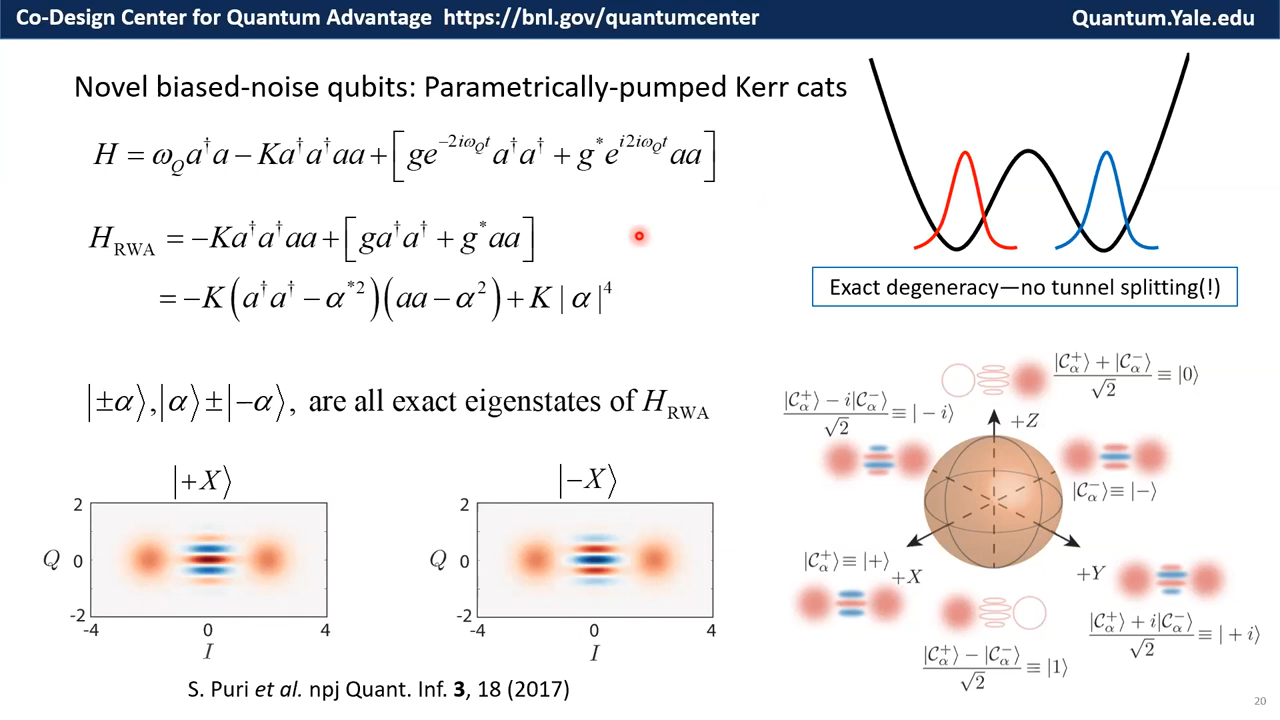 Co-Design Center for Quantum Advantage https://bnl.gov/quantumcenter
Quantum.Yale.edu
Novel biased-noise qubits: Parametrically-pumped Kerr cats
H = ω_Q a†a − Ka†a†aa + [ge^{−2iω_Q t} a†a† + g* e^{i2ω_Q t} aa]
H_RWA = −Ka†a†aa + [ga†a† + g*aa]
= −K(a†a† − α*²)(aa − α²) + K|α|⁴
Exact degeneracy—no tunnel splitting(!)
|±α⟩, |α⟩ ± |−α⟩, are all exact eigenstates of H_RWA
|+X⟩
2
Q 0
-2
-4 0 4
I
|−X⟩
2
Q 0
-2
-4 0 4
I
(|C_α^+⟩ + |C_α^−⟩)/√2 ≡ |0⟩
(|C_α^+⟩ − i|C_α^−⟩)/√2 ≡ |−i⟩
+Z
|C_α^−⟩ ≡ |−⟩
|C_α^+⟩ ≡ |+⟩
+X
+Y
(|C_α^+⟩ + i|C_α^−⟩)/√2 ≡ |+i⟩
(|C_α^+⟩ − |C_α^−⟩)/√2 ≡ |1⟩
S. Puri et al. npj Quant. Inf. 3, 18 (2017)
20